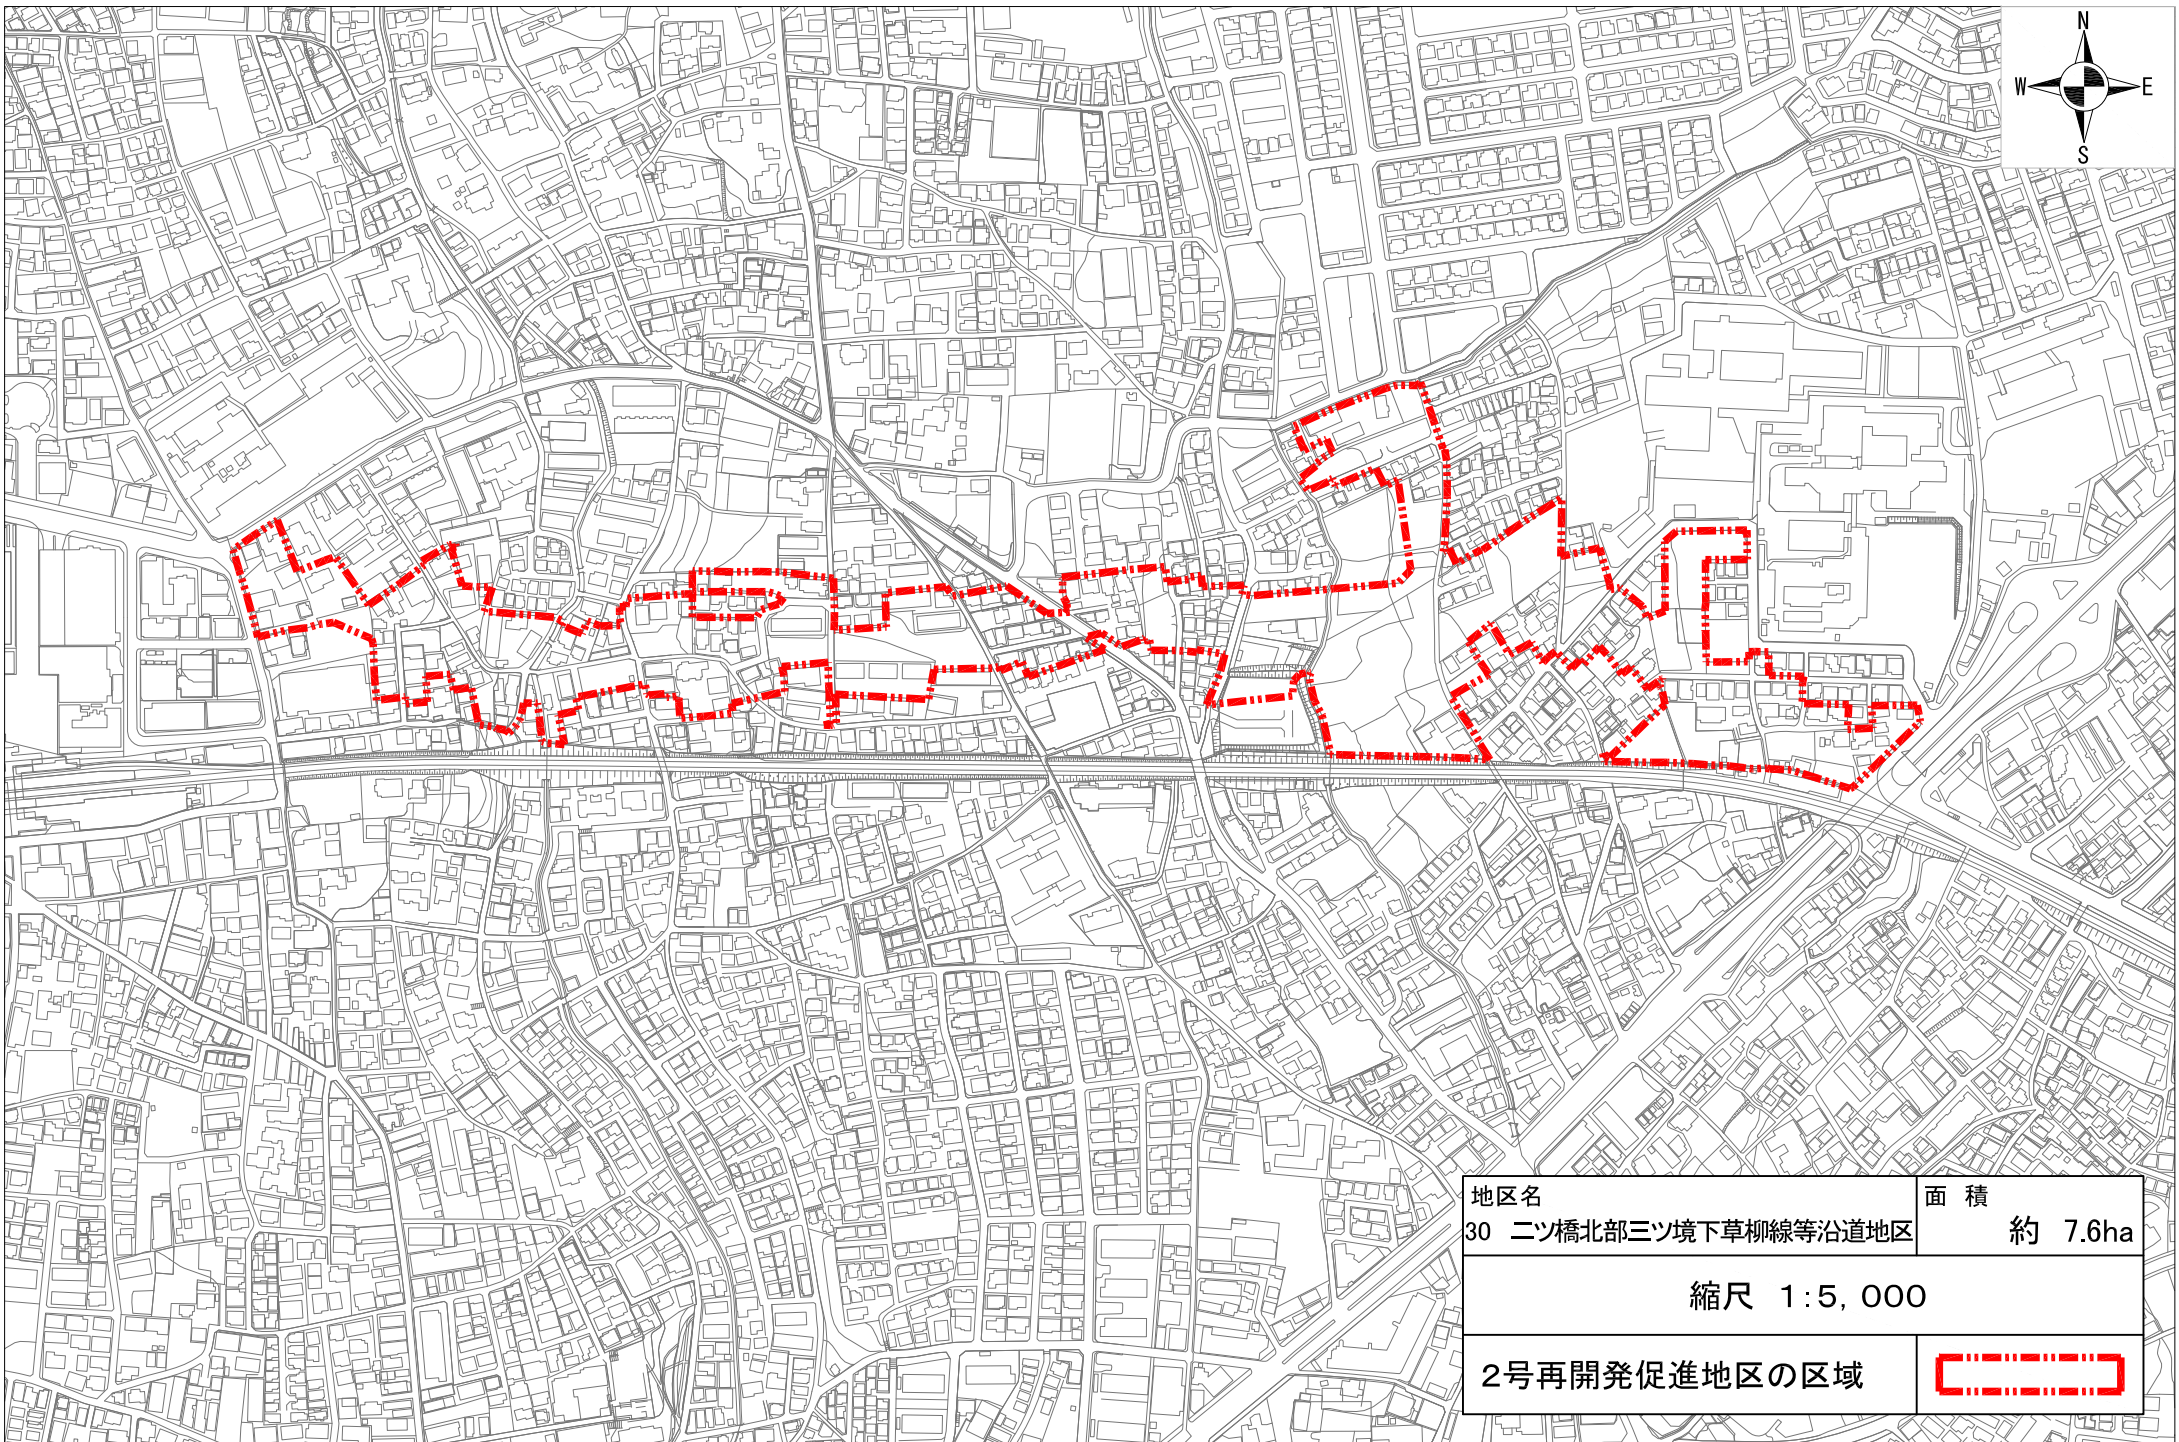 N
W E
S
地区名
30 二ツ橋北部三ツ境下草柳線等沿道地区
面 積
約 7.6ha
縮尺 1:5,000
2号再開発促進地区の区域